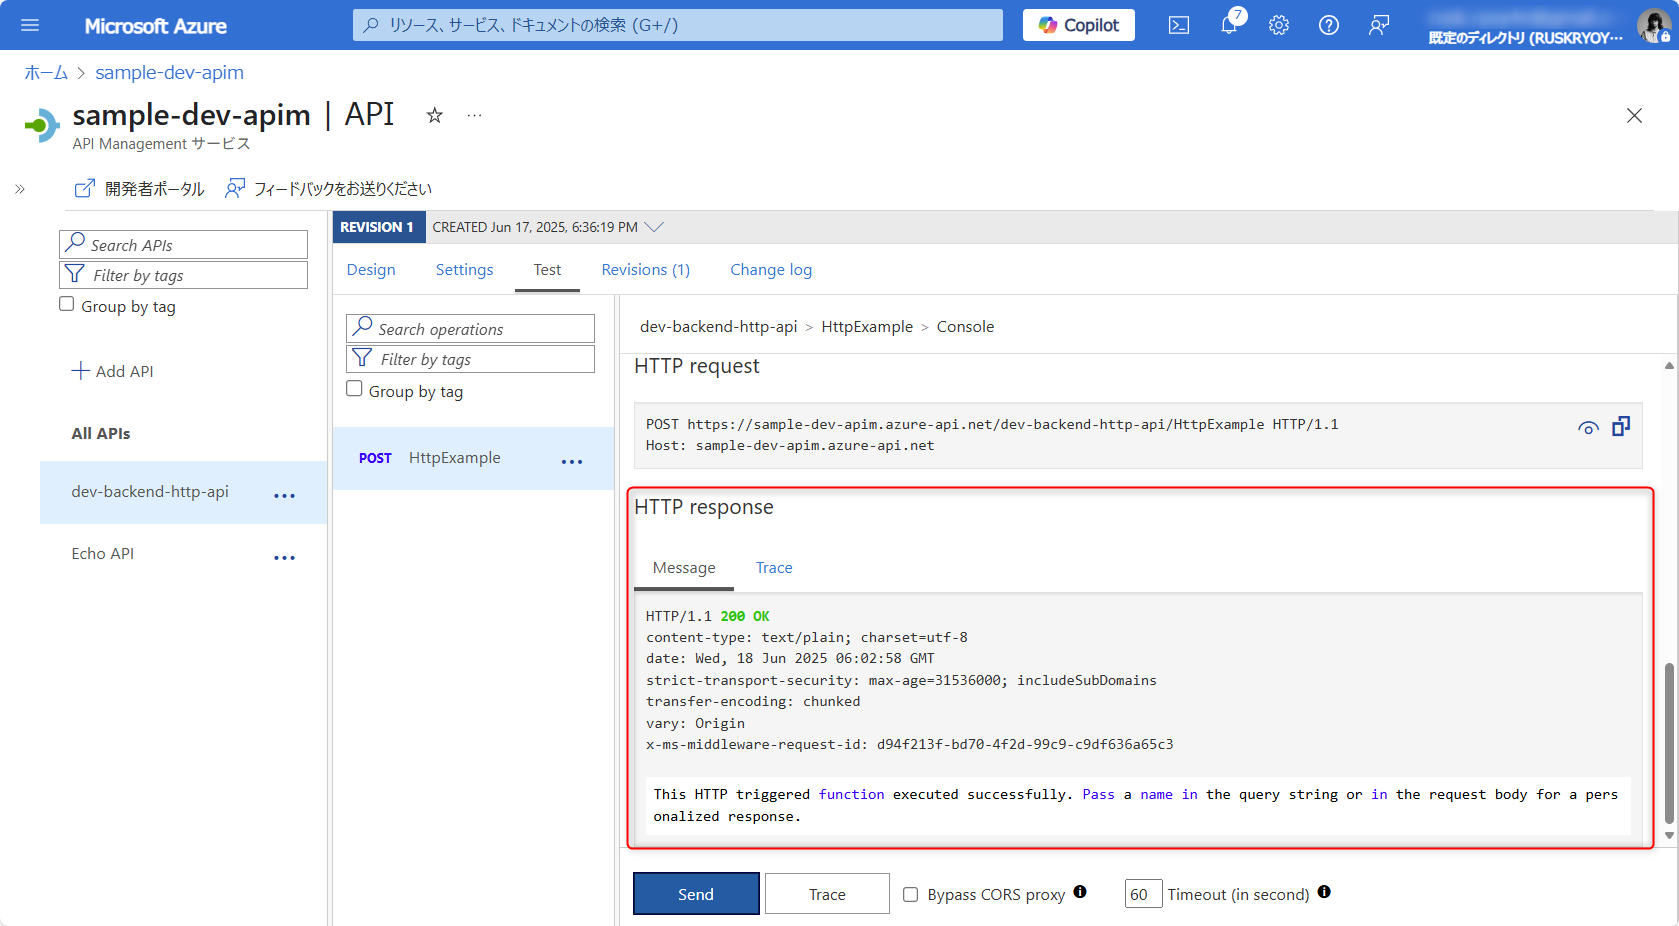 Microsoft Azure
リソース、サービス、ドキュメントの検索 (G+/)
Copilot
7
既定のディレクトリ (RUSKRYOY...
ホーム > sample-dev-apim
sample-dev-apim | API
API Management サービス
開発者ポータル
フィードバックをお送りください
Search APIs
Filter by tags
Group by tag
Add API
All APIs
dev-backend-http-api
Echo API
REVISION 1
CREATED Jun 17, 2025, 6:36:19 PM
Design
Settings
Test
Revisions (1)
Change log
Search operations
Filter by tags
Group by tag
POST HttpExample
dev-backend-http-api > HttpExample > Console
HTTP request
POST https://sample-dev-apim.azure-api.net/dev-backend-http-api/HttpExample HTTP/1.1
Host: sample-dev-apim.azure-api.net
HTTP response
Message
Trace
HTTP/1.1 200 OK
content-type: text/plain; charset=utf-8
date: Wed, 18 Jun 2025 06:02:58 GMT
strict-transport-security: max-age=31536000; includeSubDomains
transfer-encoding: chunked
vary: Origin
x-ms-middleware-request-id: d94f213f-bd70-4f2d-99c9-c9df636a65c3
This HTTP triggered function executed successfully. Pass a name in the query string or in the request body for a pers
onalized response.
Send
Trace
Bypass CORS proxy
60
Timeout (in second)